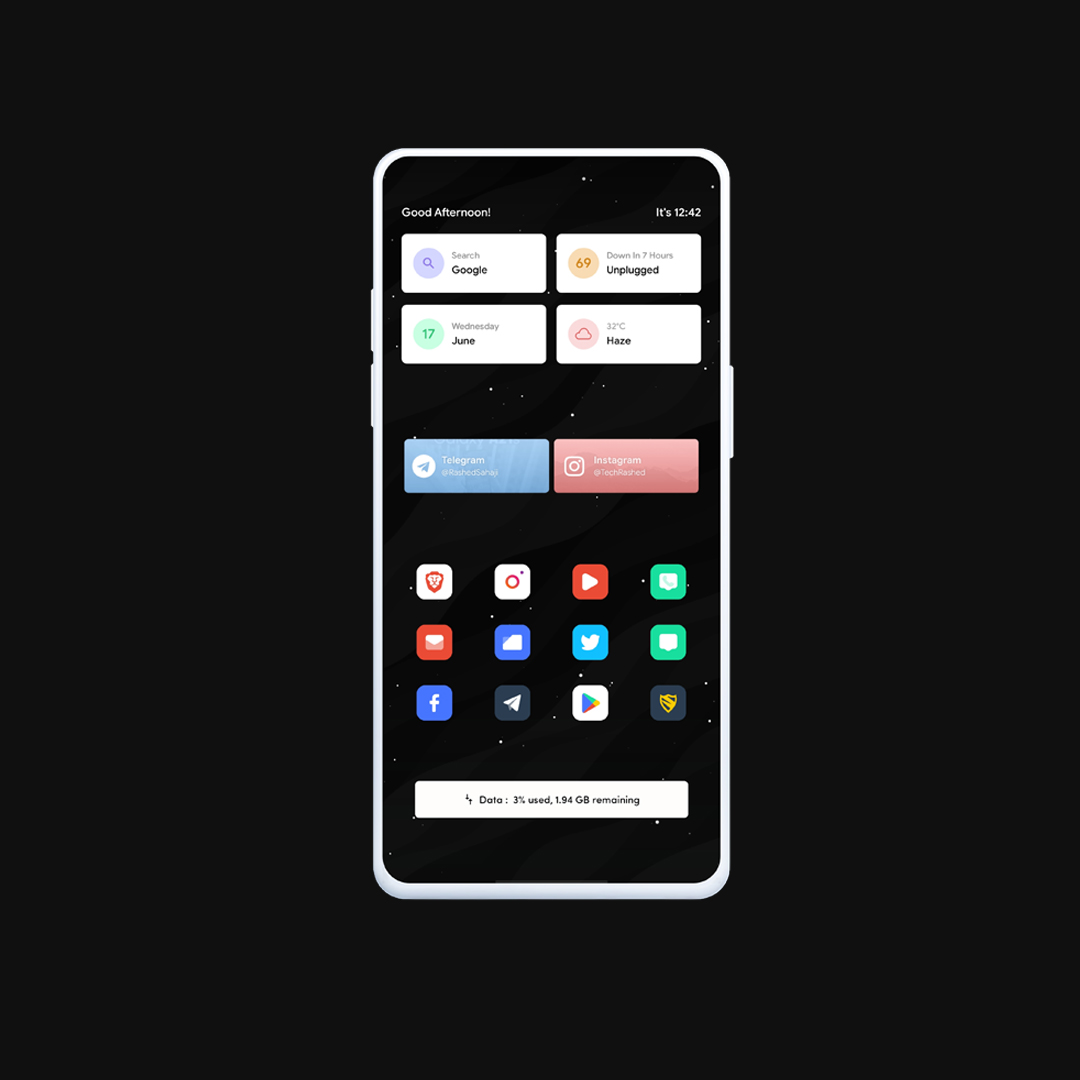 Good Afternoon!
It's 12:42
Search
Google
69
Down In 7 Hours
Unplugged
17
Wednesday
June
32°C
Haze
Telegram
@RashedSahaji
Instagram
@TechRashed
Data : 3% used, 1.94 GB remaining